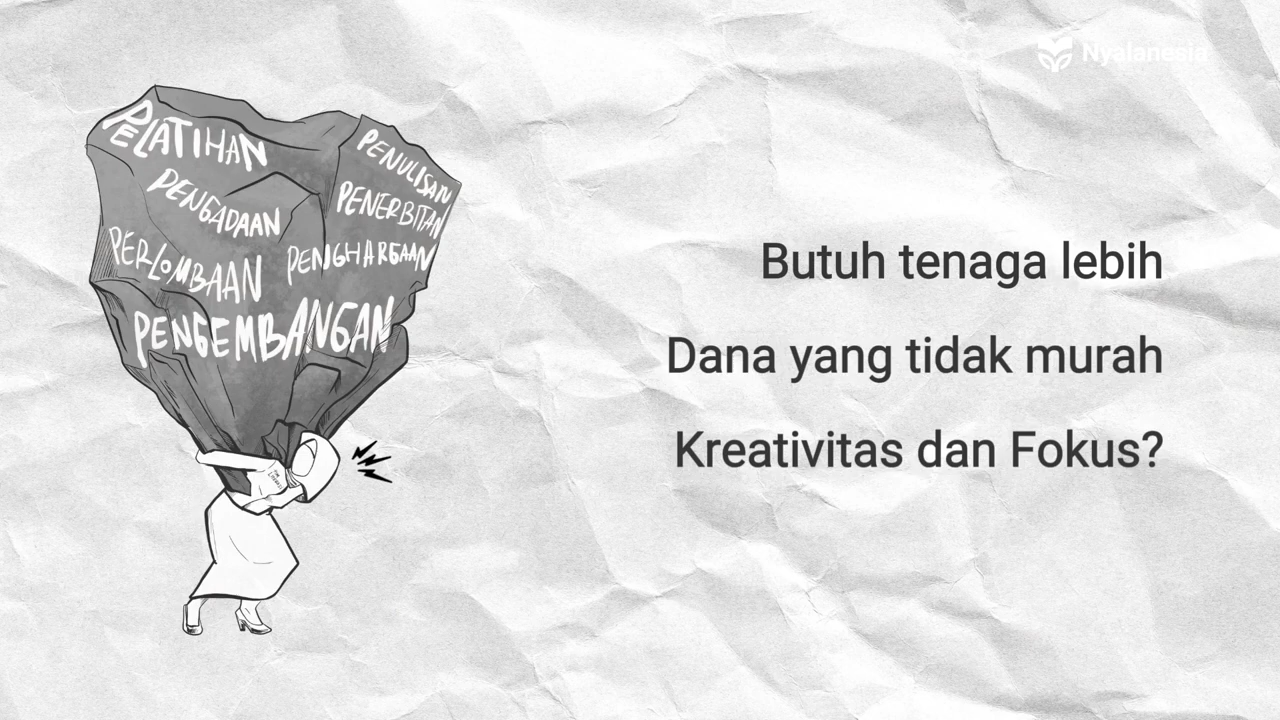 Nyalanesia
PELATIHAN
PENGADAAN
PERLOMBAAN
PENULISAN
PENERBITAN
PENGHARGAAN
PENGEMBANGAN
Butuh tenaga lebih
Dana yang tidak murah
Kreativitas dan Fokus?